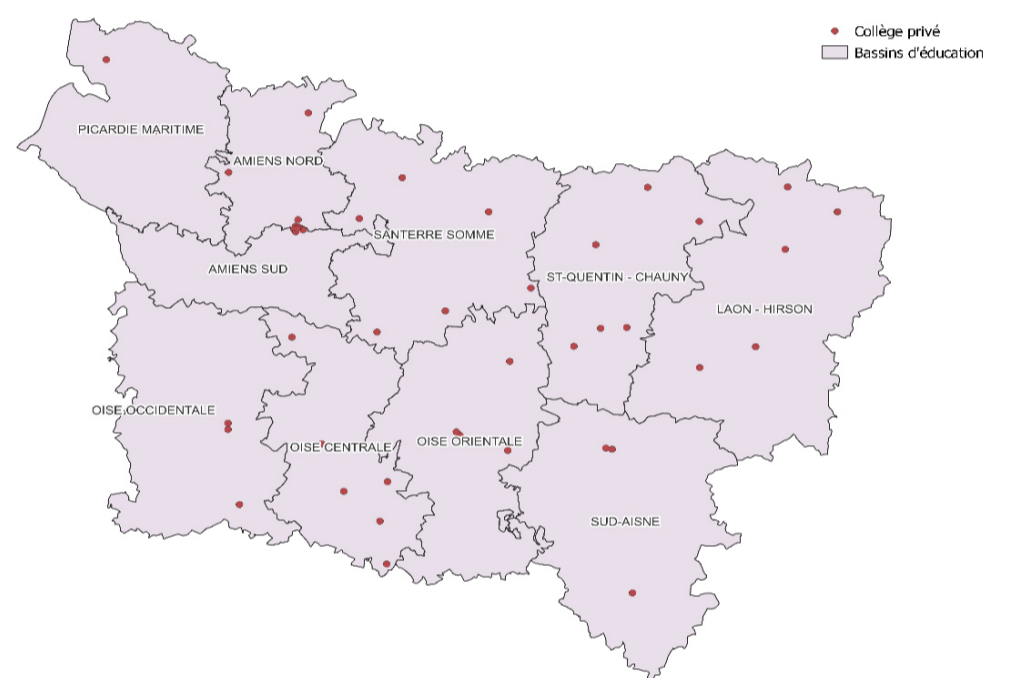 Collège privé
Bassins d'éducation
PICARDIE MARITIME
AMIENS NORD
SANTERRE SOMME
AMIENS SUD
ST-QUENTIN - CHAUNY
LAON - HIRSON
OISE OCCIDENTALE
OISE CENTRALE
OISE ORIENTALE
SUD-AISNE